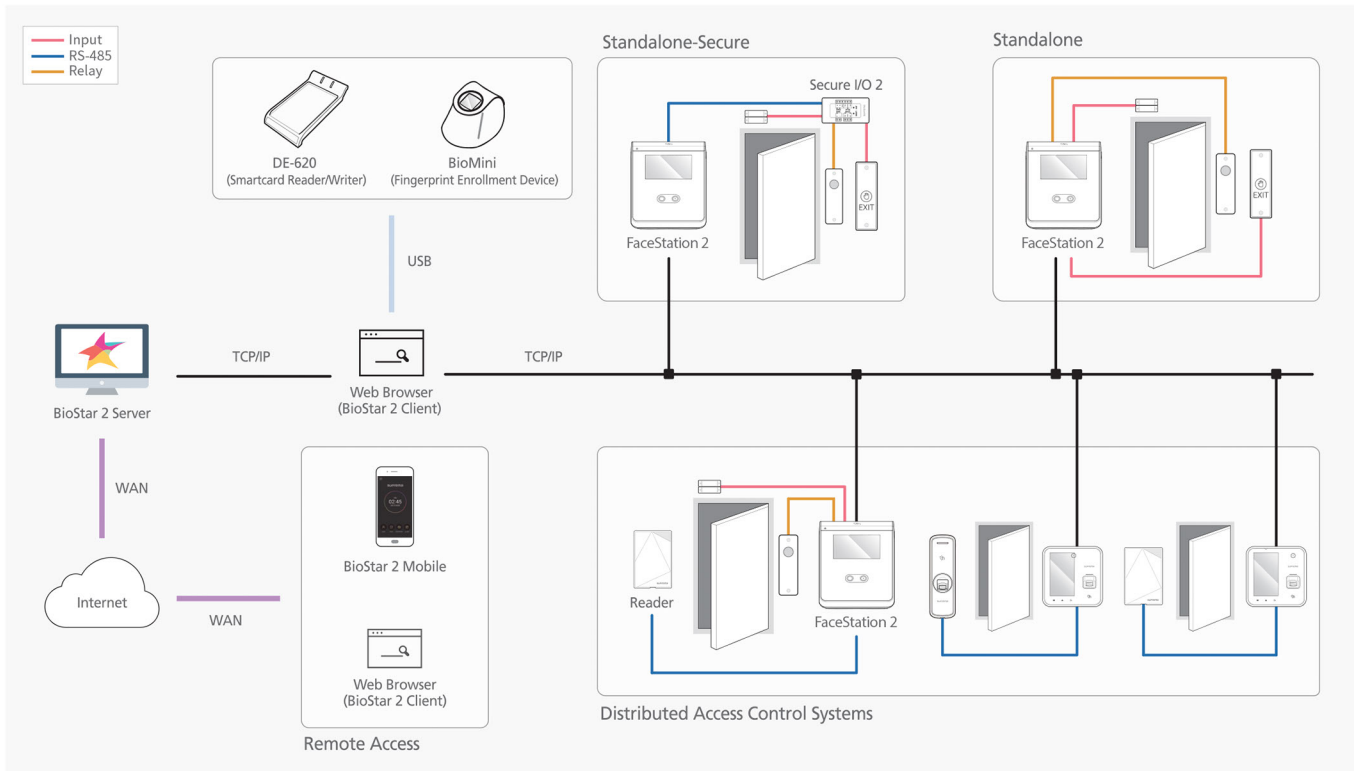 Input
RS-485
Relay
DE-620
(Smartcard Reader/Writer)
BioMini
(Fingerprint Enrollment Device)
USB
Standalone-Secure
Secure I/O 2
EXIT
FaceStation 2
Standalone
EXIT
FaceStation 2
BioStar 2 Server
TCP/IP
Web Browser
(BioStar 2 Client)
TCP/IP
WAN
Internet
WAN
BioStar 2 Mobile
Web Browser
(BioStar 2 Client)
Remote Access
Reader
FaceStation 2
Distributed Access Control Systems